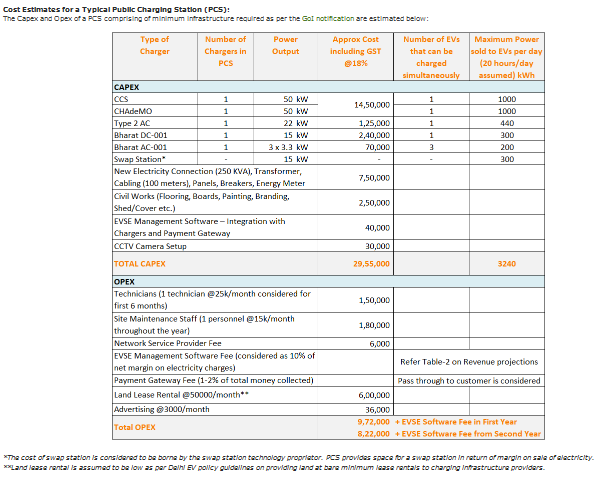 Cost Estimates for a Typical Public Charging Station (PCS):
The Capex and Opex of a PCS comprising of minimum infrastructure required as per the GoI notification are estimated below:
Type of Charger Number of Chargers in PCS Power Output Approx Cost including GST @18% Number of EVs that can be charged simultaneously Maximum Power sold to EVs per day (20 hours/day assumed) kWh
CAPEX
CCS 1 50 kW 14,50,000 1 1000
CHAdeMO 1 50 kW 1 1000
Type 2 AC 1 22 kW 1,25,000 1 440
Bharat DC-001 1 15 kW 2,40,000 1 300
Bharat AC-001 1 3 x 3.3 kW 70,000 3 200
Swap Station* - 15 kW - - 300
New Electricity Connection (250 KVA), Transformer,
Cabling (100 meters), Panels, Breakers, Energy Meter 7,50,000
Civil Works (Flooring, Boards, Painting, Branding,
Shed/Cover etc.) 2,50,000
EVSE Management Software – Integration with
Chargers and Payment Gateway 40,000
CCTV Camera Setup 30,000
TOTAL CAPEX 29,55,000 3240
OPEX
Technicians (1 technician @25k/month considered for
first 6 months) 1,50,000
Site Maintenance Staff (1 personnel @15k/month
throughout the year) 1,80,000
Network Service Provider Fee 6,000
EVSE Management Software Fee (considered as 10% of
net margin on electricity charges) Refer Table-2 on Revenue projections
Payment Gateway Fee (1-2% of total money collected) Pass through to customer is considered
Land Lease Rental @50000/month** 6,00,000
Advertising @3000/month 36,000
Total OPEX 9,72,000 + EVSE Software Fee in First Year
8,22,000 + EVSE Software Fee from Second Year
*The cost of swap station is considered to be borne by the swap station technology proprietor. PCS provides space for a swap station in return of margin on sale of electricity.
**Land lease rental is assumed to be low as per Delhi EV policy guidelines on providing land at bare minimum lease rentals to charging infrastructure providers.